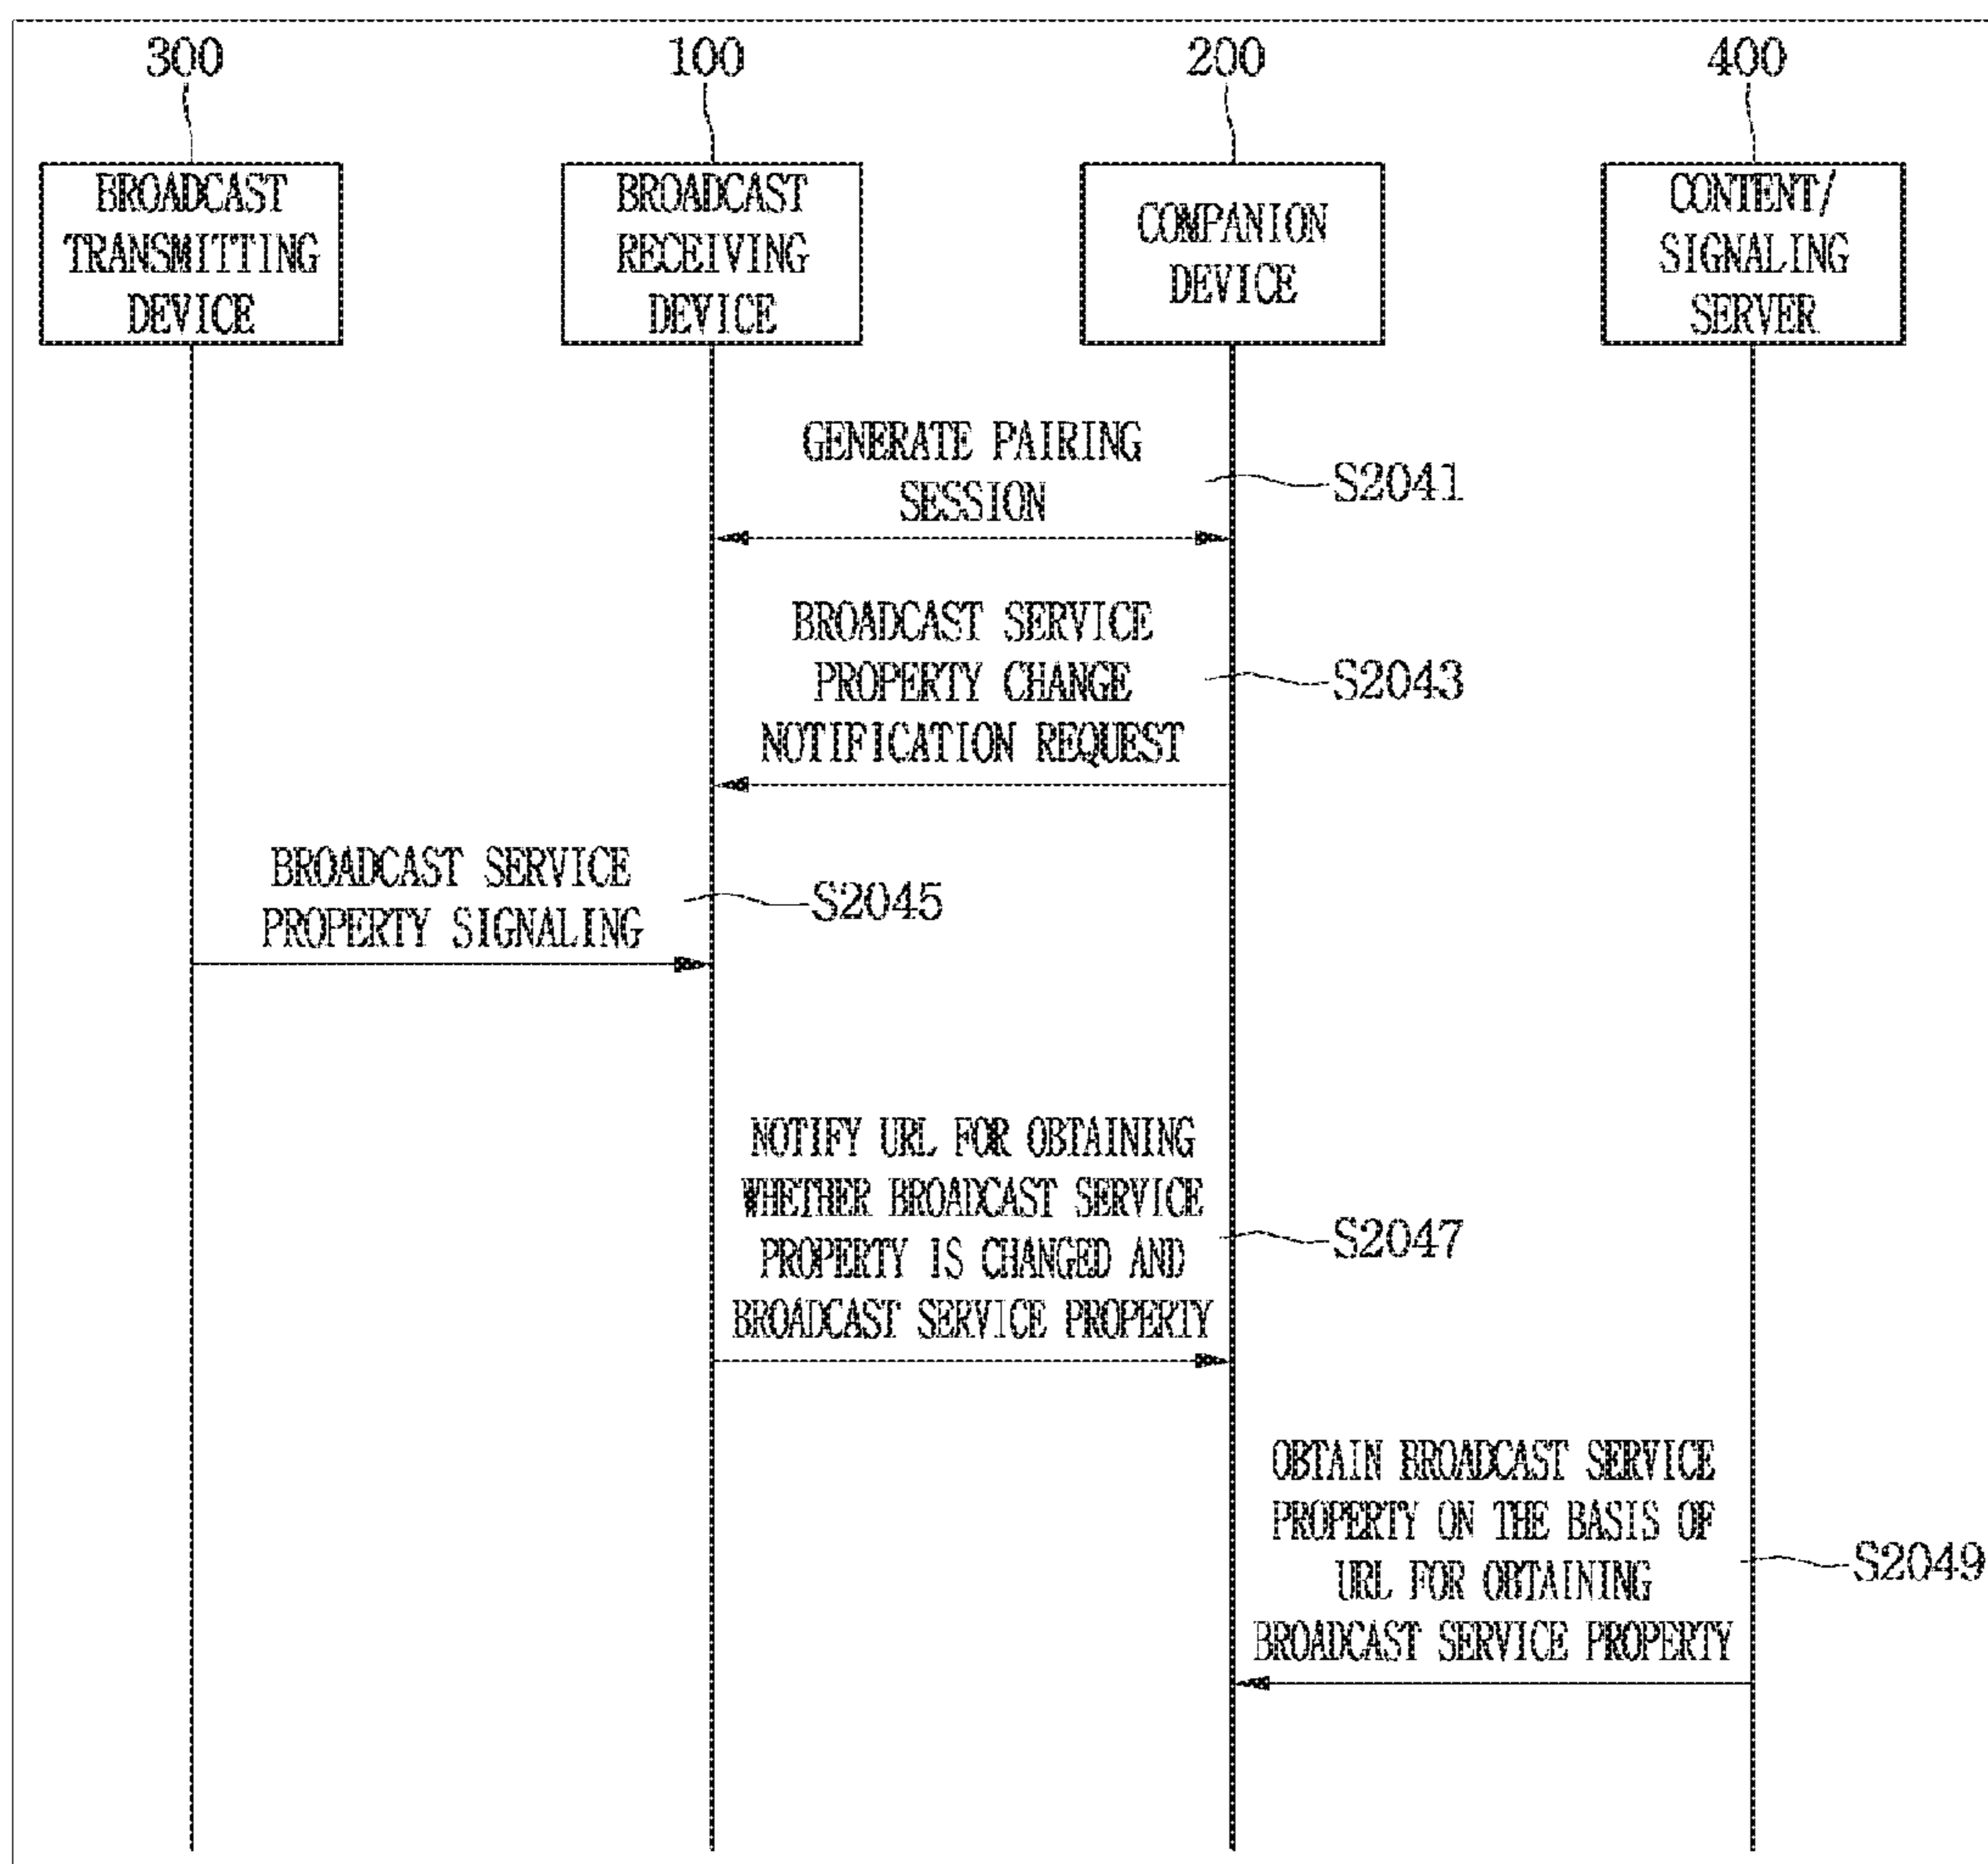 300
100
200
400
BROADCAST
TRANSMITTING
DEVICE
BROADCAST
RECEIVING
DEVICE
COMPANION
DEVICE
CONTENT/
SIGNALING
SERVER
GENERATE PAIRING
SESSION
S2041
BROADCAST SERVICE
PROPERTY CHANGE
NOTIFICATION REQUEST
S2043
BROADCAST SERVICE
PROPERTY SIGNALING
S2045
NOTIFY URL FOR OBTAINING
WHETHER BROADCAST SERVICE
PROPERTY IS CHANGED AND
BROADCAST SERVICE PROPERTY
S2047
OBTAIN BROADCAST SERVICE
PROPERTY ON THE BASIS OF
URL FOR OBTAINING
BROADCAST SERVICE PROPERTY
S2049